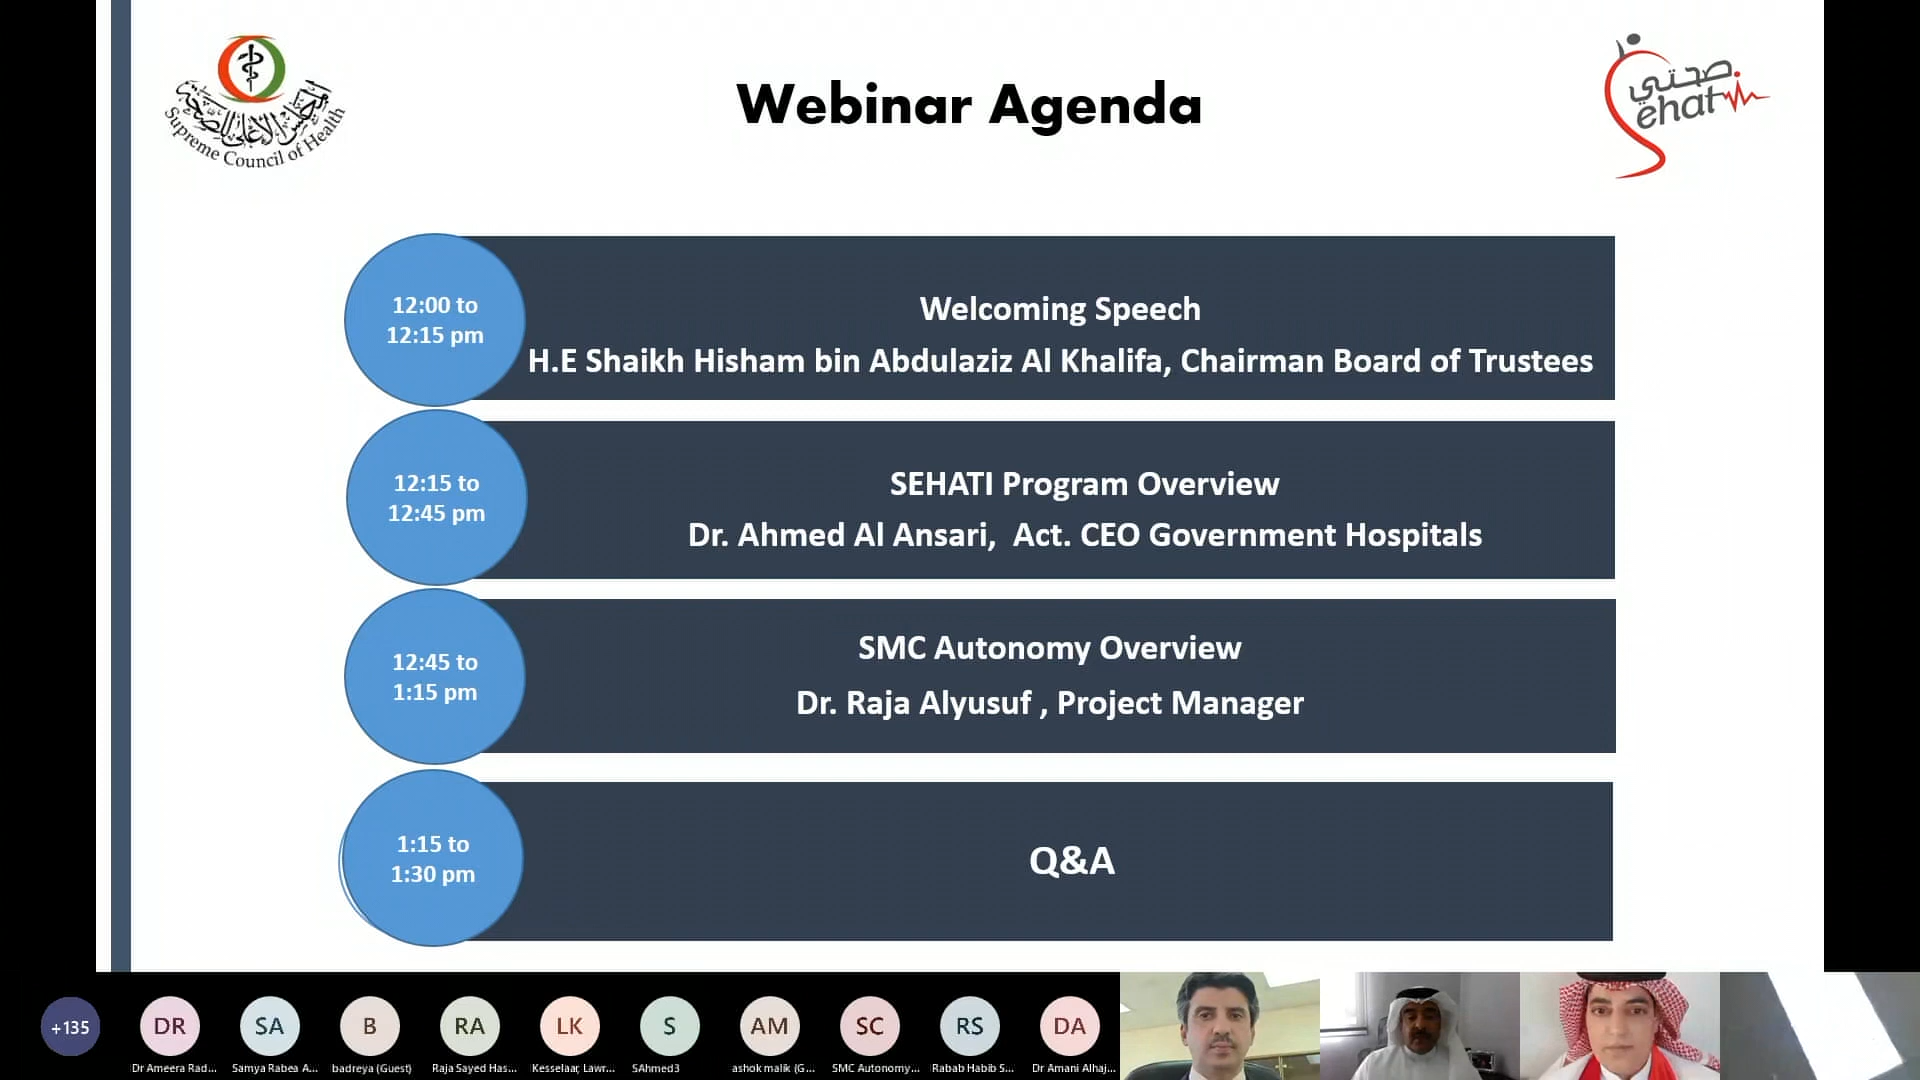 المجلس الأعلى للصحة
Supreme Council of Health
Webinar Agenda
صحتي
Sehati
12:00 to
12:15 pm
Welcoming Speech
H.E Shaikh Hisham bin Abdulaziz Al Khalifa, Chairman Board of Trustees
12:15 to
12:45 pm
SEHATI Program Overview
Dr. Ahmed Al Ansari,  Act. CEO Government Hospitals
12:45 to
1:15 pm
SMC Autonomy Overview
Dr. Raja Alyusuf , Project Manager
1:15 to
1:30 pm
Q&A
+135 DR SA B RA LK S AM SC RS DA
Dr Ameera Rad... Samya Rabea A... badreya (Guest) Raja Sayed Has... Kesselaar, Lawr... SAhmed3 ashok malik (G... SMC Autonomy... Rabab Habib S... Dr Amani Alhaj...